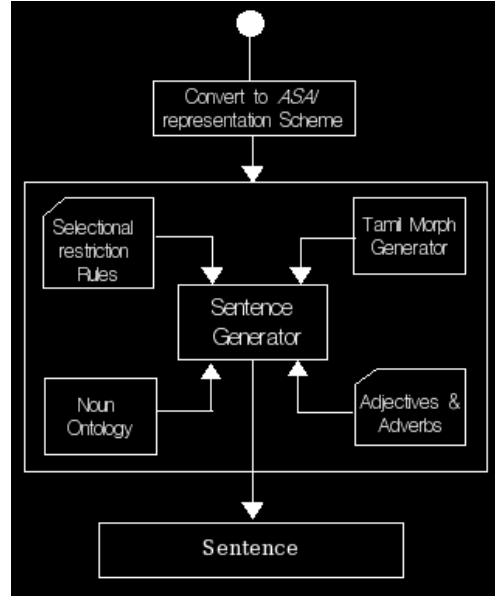 Convert to ASAI
representation Scheme
Selectional
restriction
Rules
Tamil Morph
Generator
Sentence
Generator
Noun
Ontology
Adjectives &
Adverbs
Sentence